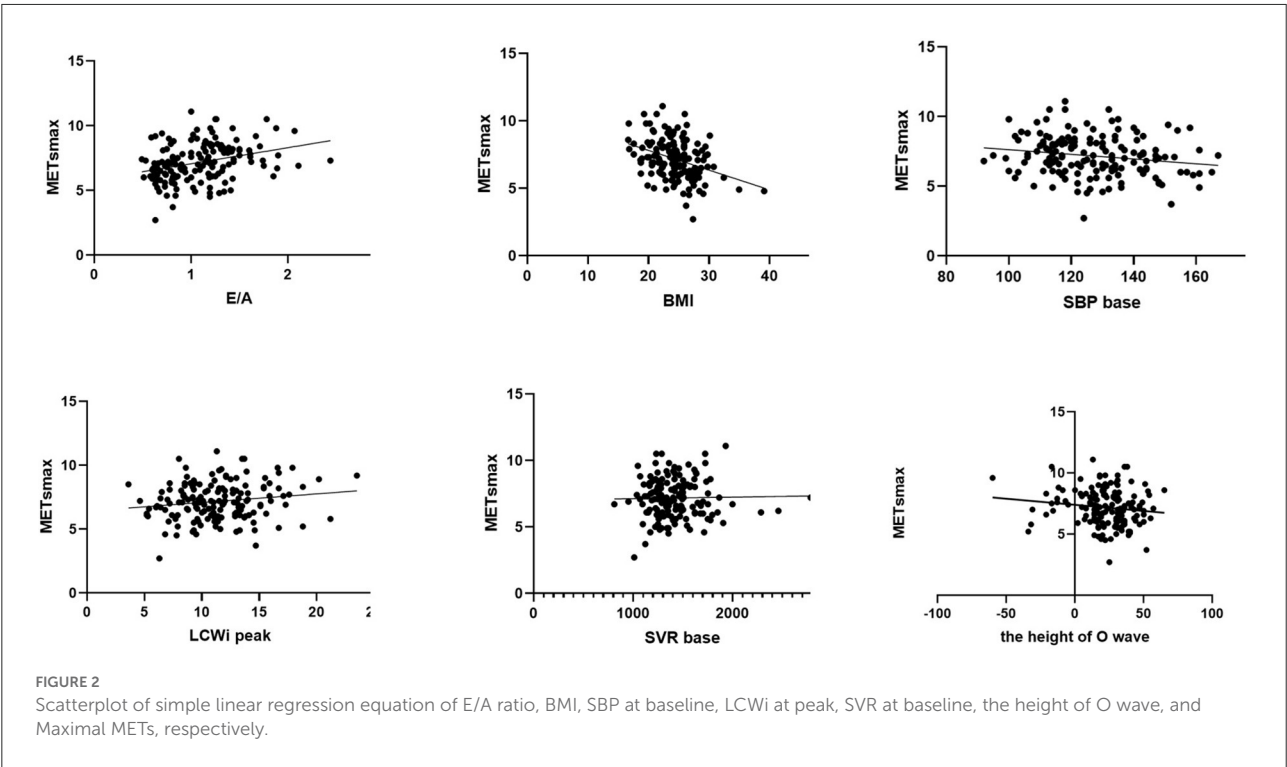 15
10
5
0
METsmax
0 1 2
E/A
15
10
5
0
METsmax
0 10 20 30 40
BMI
15
10
5
0
METsmax
80 100 120 140 160
SBP base
15
10
5
0
METsmax
0 5 10 15 20
LCWi peak
15
10
5
0
METsmax
0 1000 2000
SVR base
15
10
5
METsmax
-100 -50 0 50 100
the height of O wave
FIGURE 2
Scatterplot of simple linear regression equation of E/A ratio, BMI, SBP at baseline, LCWi at peak, SVR at baseline, the height of O wave, and
Maximal METs, respectively.